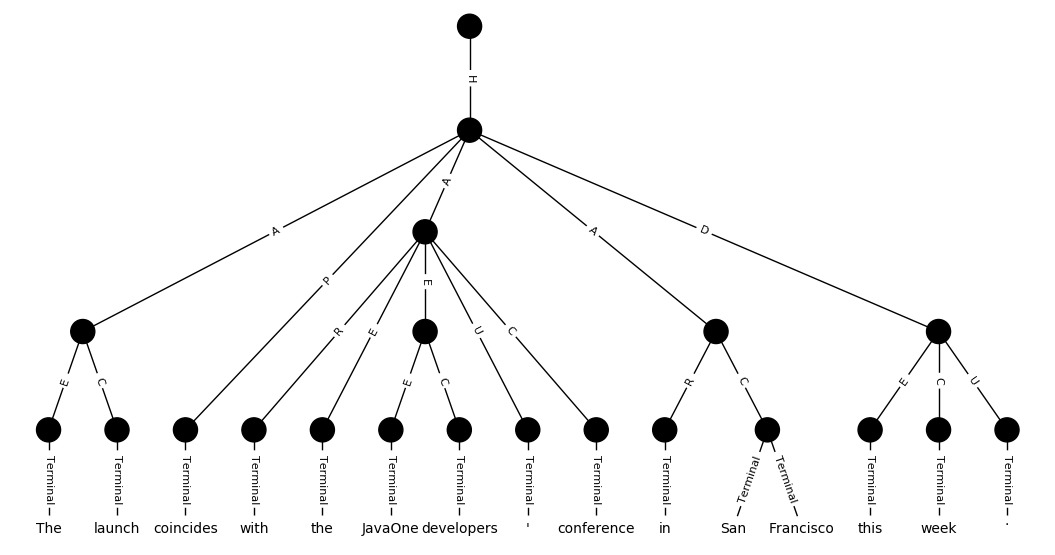 H
A
A
P
A
D
E
R
E
U
C
E
C
E
C
R
C
E
C
U
Terminal Terminal Terminal Terminal Terminal Terminal Terminal Terminal Terminal Terminal Terminal Terminal Terminal Terminal Terminal
The launch coincides with the JavaOne developers ' conference in San Francisco this week .